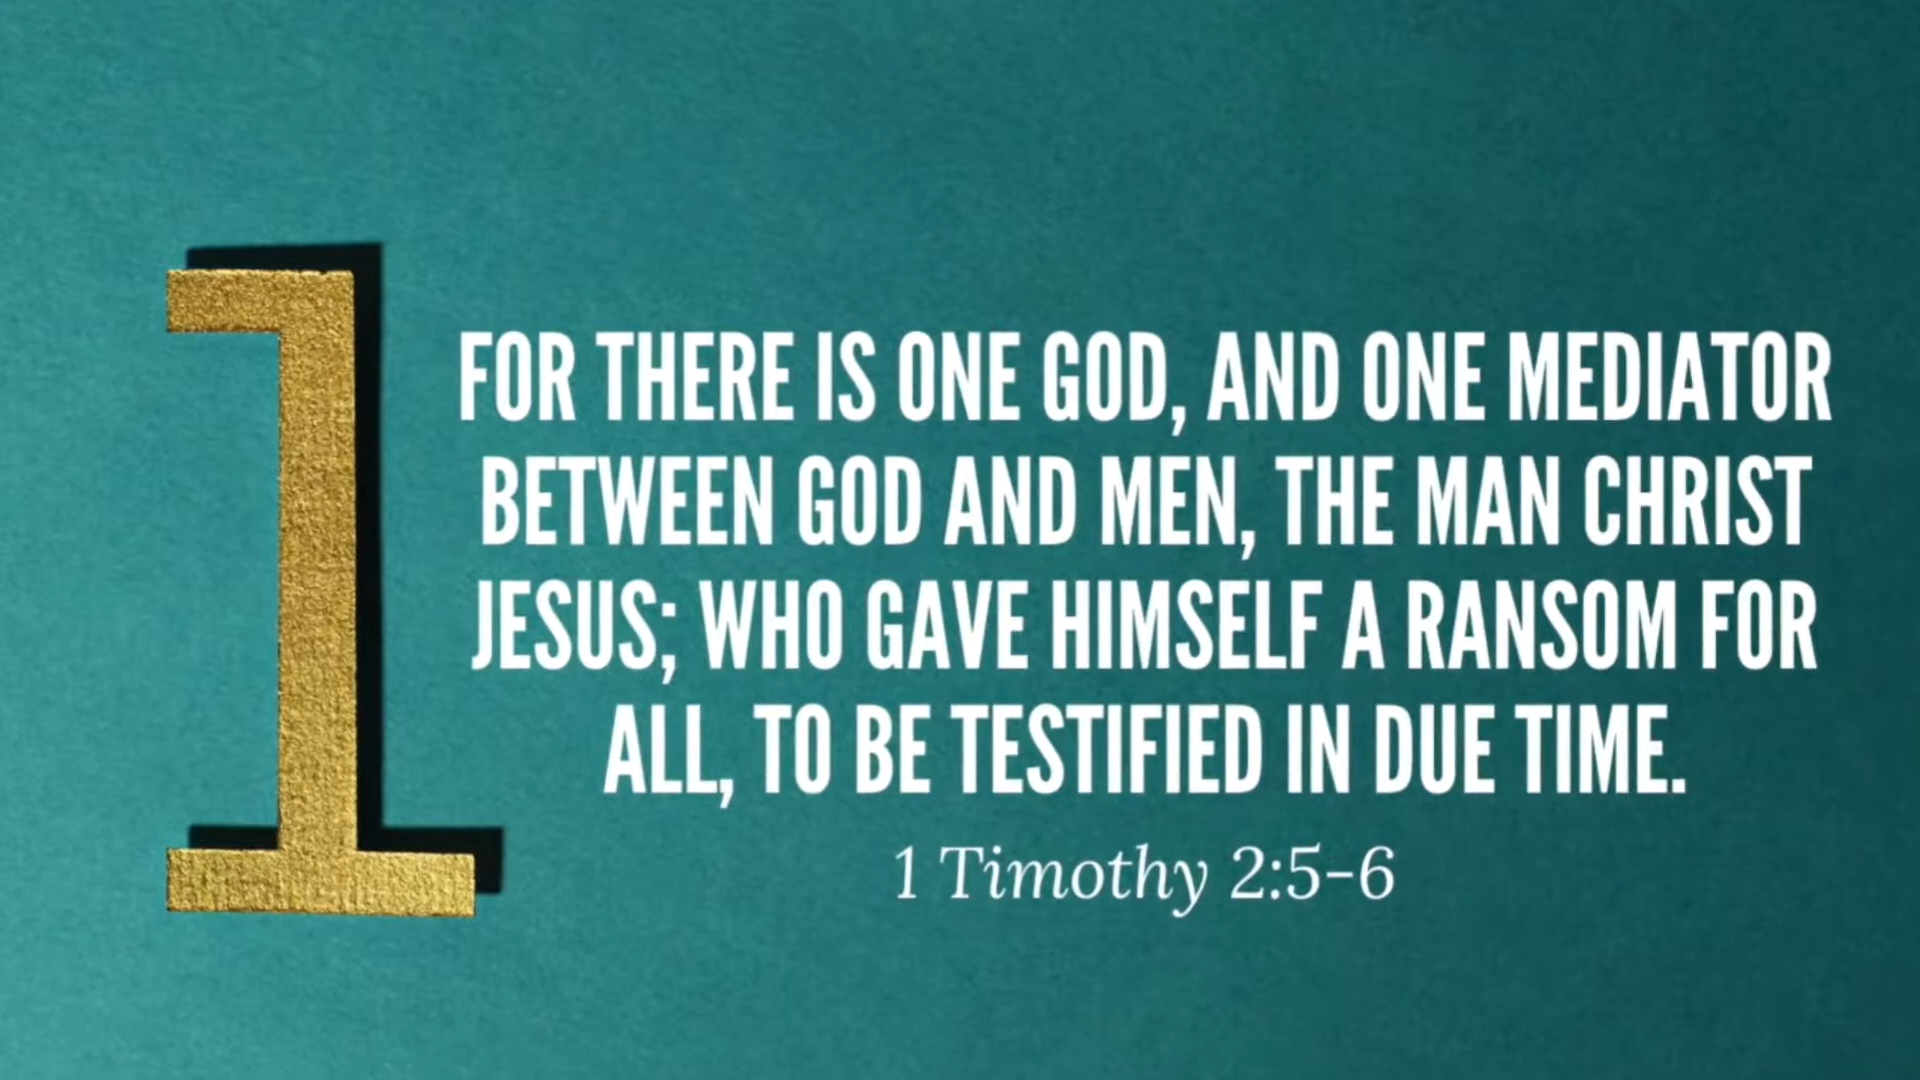 1
FOR THERE IS ONE GOD, AND ONE MEDIATOR
BETWEEN GOD AND MEN, THE MAN CHRIST
JESUS; WHO GAVE HIMSELF A RANSOM FOR
ALL, TO BE TESTIFIED IN DUE TIME.
1 Timothy 2:5-6